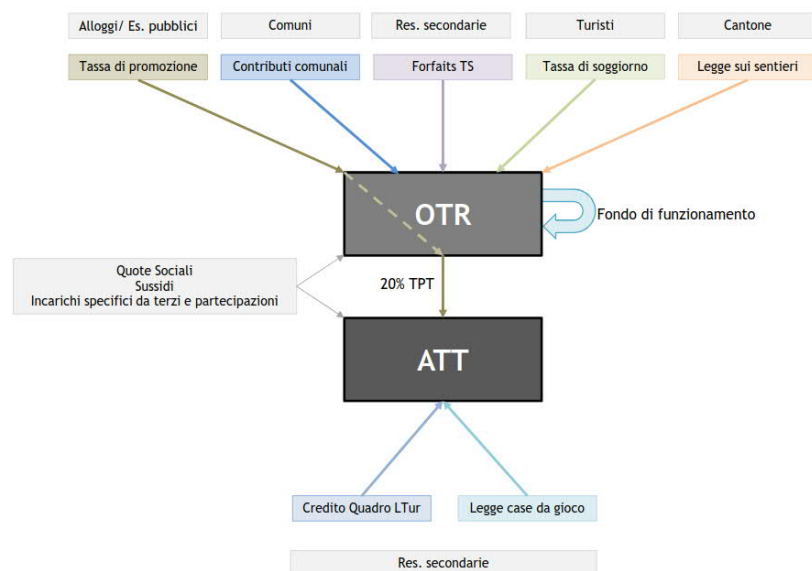 Alloggi/ Es. pubblici
Comuni
Res. secondarie
Turisti
Cantone
Tassa di promozione
Contributi comunali
Forfaits TS
Tassa di soggiorno
Legge sui sentieri
OTR
Fondo di funzionamento
Quote Sociali
Sussidi
Incarichi specifici da terzi e partecipazioni
20% TPT
ATT
Credito Quadro LTur
Legge case da gioco
Res. secondarie